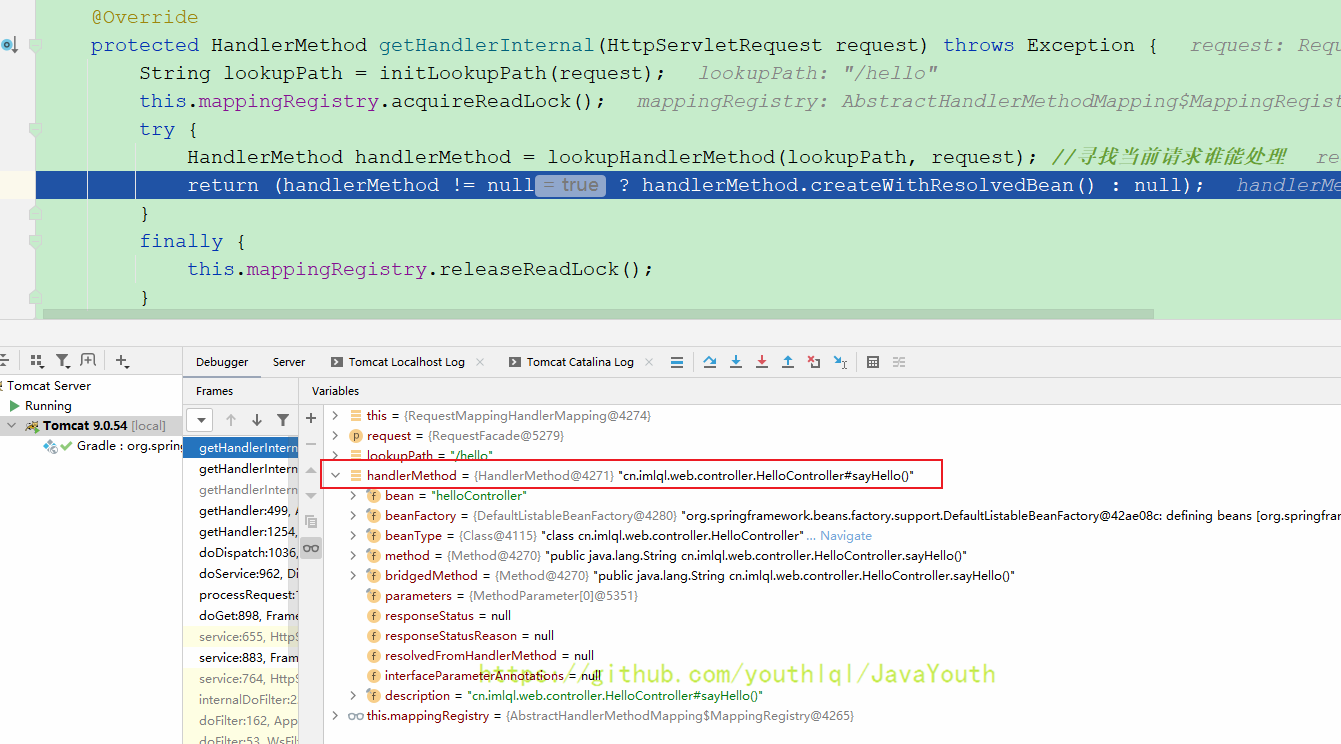 @Override
protected HandlerMethod getHandlerInternal(HttpServletRequest request) throws Exception { request:
String lookupPath = initLookupPath(request); lookupPath: "/hello"
this.mappingRegistry.acquireReadLock(); mappingRegistry: AbstractHandlerMethodMapping$MappingRegist
try {
HandlerMethod handlerMethod = lookupHandlerMethod(lookupPath, request); //寻找当前请求谁能处理 re
return (handlerMethod != null = true ? handlerMethod.createWithResolvedBean() : null); handlerMe
}
finally {
this.mappingRegistry.releaseReadLock();
}
Debugger Server Tomcat Localhost Log Tomcat Catalina Log
Tomcat Server
Running
Tomcat 9.0.54 [local]
Gradle : org.spring
Frames
getHandlerIntern
getHandlerIntern
getHandlerIntern
getHandler:499, A
getHandler:1254,
doDispatch:1036,
doService:962, Di
processRequest:1
doGet:898, Frame
service:655, HttpS
service:883, Fram
service:764, HttpS
internalDoFilter:2
doFilter:162, App
doFilter:53, WsFil
Variables
this = {RequestMappingHandlerMapping@4274}
request = {RequestFacade@5279}
lookupPath = "/hello"
handlerMethod = {HandlerMethod@4271} "cn.imlql.web.controller.HelloController#sayHello()"
bean = "helloController"
beanFactory = {DefaultListableBeanFactory@4280} "org.springframework.beans.factory.support.DefaultListableBeanFactory@42ae08c: defining beans [org.springfram
beanType = {Class@4115} "class cn.imlql.web.controller.HelloController" ... Navigate
method = {Method@4270} "public java.lang.String cn.imlql.web.controller.HelloController.sayHello()"
bridgedMethod = {Method@4270} "public java.lang.String cn.imlql.web.controller.HelloController.sayHello()"
parameters = {MethodParameter[0]@5351}
responseStatus = null
responseStatusReason = null
resolvedFromHandlerMethod = null
https://github.com/youthlql/JavaYouth
interfaceParameterAnnotations = null
description = "cn.imlql.web.controller.HelloController#sayHello()"
this.mappingRegistry = {AbstractHandlerMethodMapping$MappingRegistry@4265}